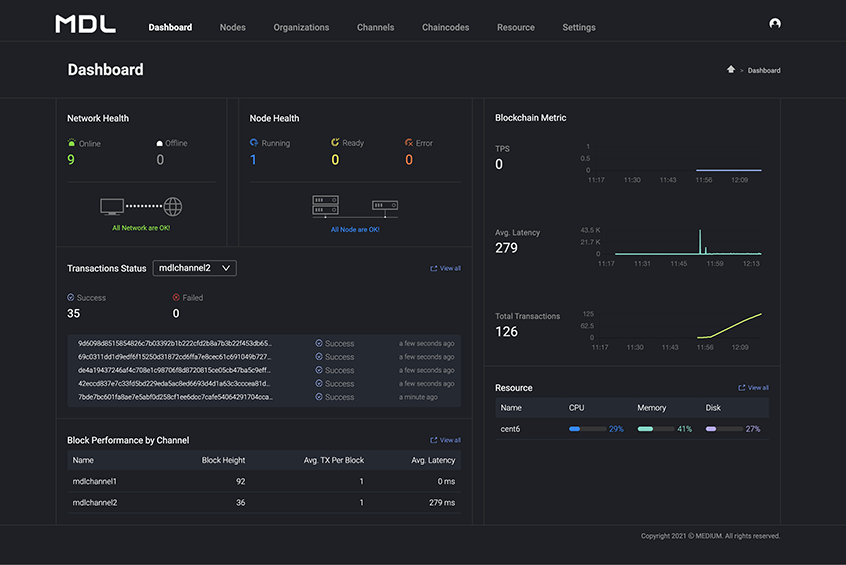 MDL Dashboard Nodes Organizations Channels Chaincodes Resource Settings
Dashboard
> Dashboard
Network Health
Online Offline
9 0
All Network are OK!
Node Health
Running Ready Error
1 0 0
All Node are OK!
Blockchain Metric
TPS
0
1
0.5
0
11:17 11:30 11:43 11:56 12:09
Avg. Latency
279
43.5 K
21.7 K
0
11:17 11:31 11:45 11:59 12:13
Total Transactions
126
125
62.5
0
11:17 11:30 11:43 11:56 12:09
Transactions Status mdlchannel2 View all
Success Failed
35 0
9d6098d8515854826c7b03392b1b222cfd2b8a7b3b22f453db65... Success a few seconds ago
69c0311dd1d9edf6f15250d31872cd6ffa7e8cec61c691049b727... Success a few seconds ago
de4a19437246af4c708e1c98706f8d8720815ce05cb47ba5c9eff... Success a few seconds ago
42eccd837e7c33fd5bd229eda5ac8ed6693d4d1a63c3cccea81d... Success a few seconds ago
7bde7bc601fa8ae7e5abf0d258cf1ee6dcc7cafe54064291704cca... Success a minute ago
Resource View all
Name CPU Memory Disk
cent6 29% 41% 27%
Block Performance by Channel View all
Name Block Height Avg. TX Per Block Avg. Latency
mdlchannel1 92 1 0 ms
mdlchannel2 36 1 279 ms
Copyright 2021 © MEDIUM. All rights reserved.